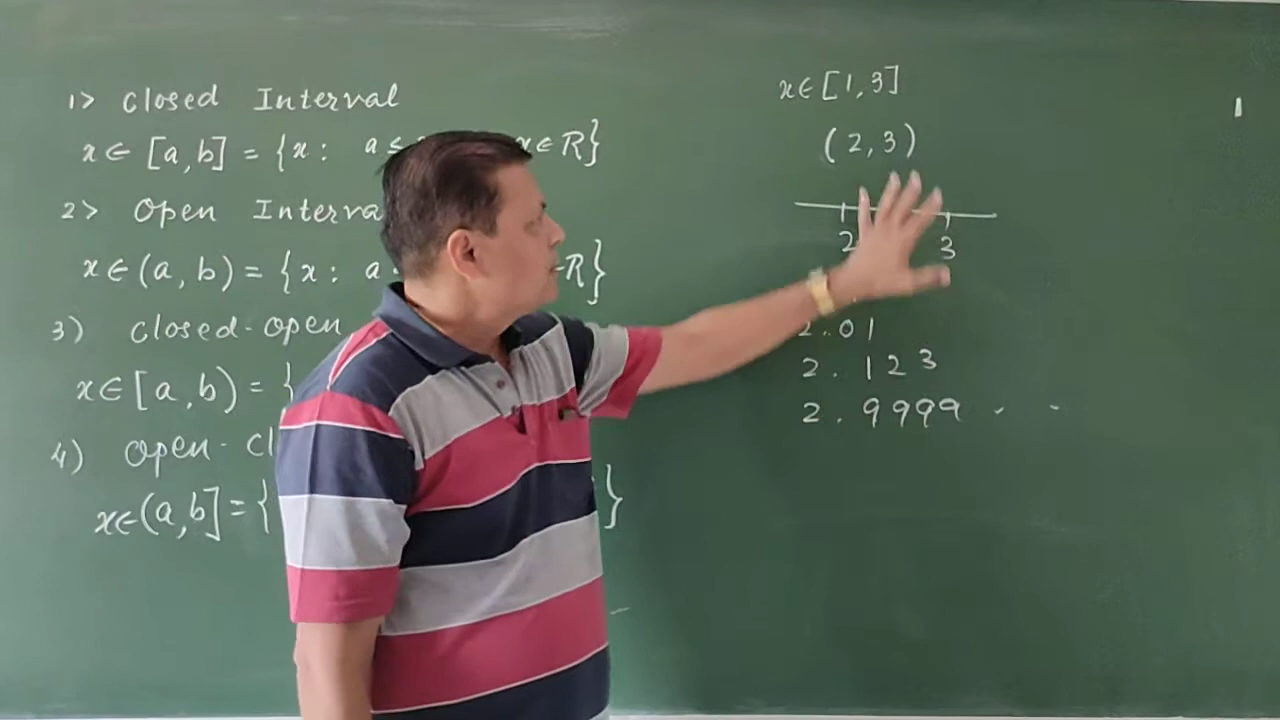 1> Closed Interval
x∈ [a,b] = {x: a≤ x∈R}
2> Open Interva
x∈(a, b) = {x: a R}
3) Closed-open
x∈[a, b) = {
4) Open-cl
x∈(a,b] = { }
x∈[1,3]
(2,3)
2 3
2.01
2.123
2.9999 . .